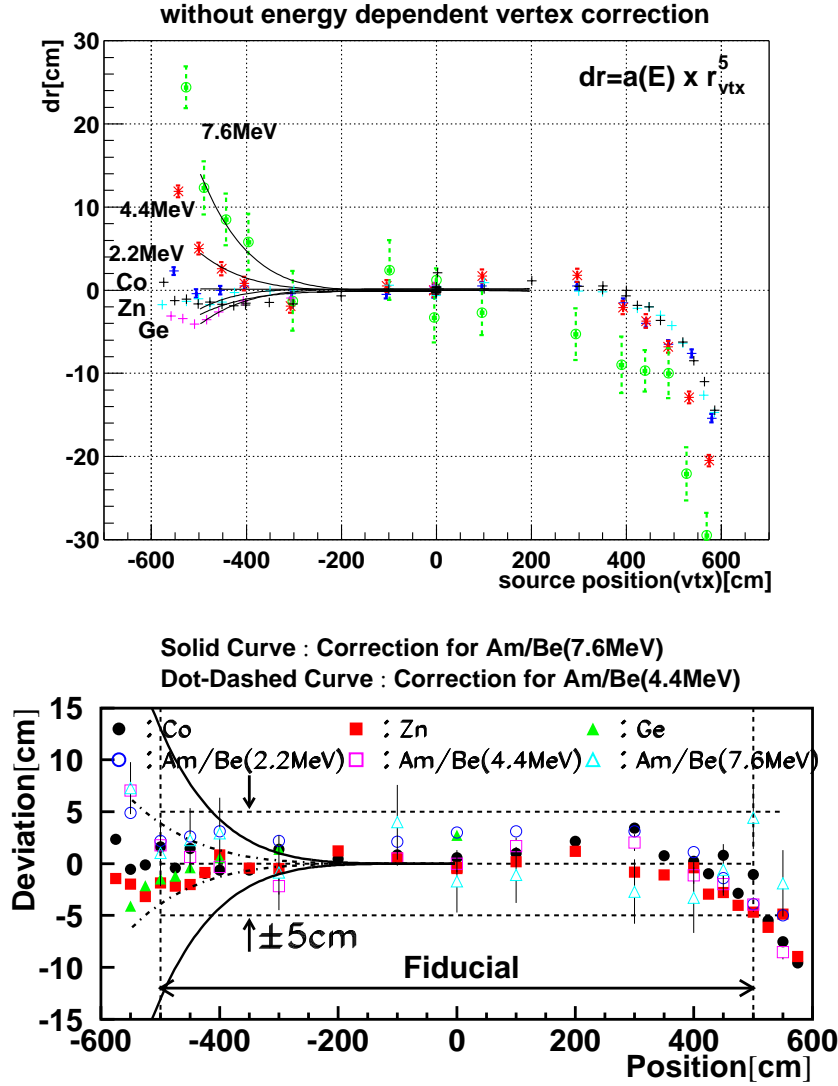 without energy dependent vertex correction
dr[cm]
30
20
10
0
-10
-20
-30
dr=a(E) x r_vtx^5
7.6MeV
4.4MeV
2.2MeV
Co
Zn
Ge
-600 -400 -200 0 200 400 600
source position(vtx)[cm]
Solid Curve : Correction for Am/Be(7.6MeV)
Dot-Dashed Curve : Correction for Am/Be(4.4MeV)
Deviation[cm]
15
10
5
0
-5
-10
-15
: Co : Zn : Ge
: Am/Be(2.2MeV) : Am/Be(4.4MeV) : Am/Be(7.6MeV)
±5cm
Fiducial
-600 -400 -200 0 200 400 600
Position[cm]